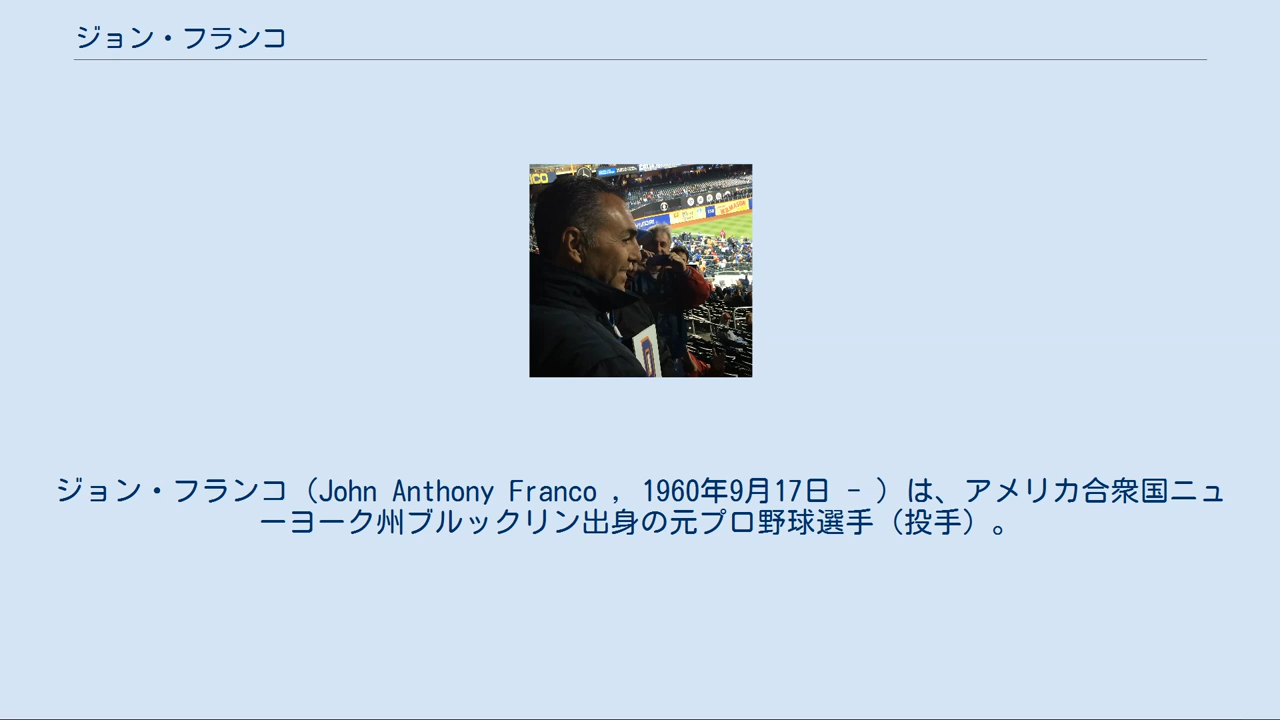 ジョン・フランコ
ジョン・フランコ（John Anthony Franco , 1960年9月17日 - ）は、アメリカ合衆国ニュ
ーヨーク州ブルックリン出身の元プロ野球選手（投手）。